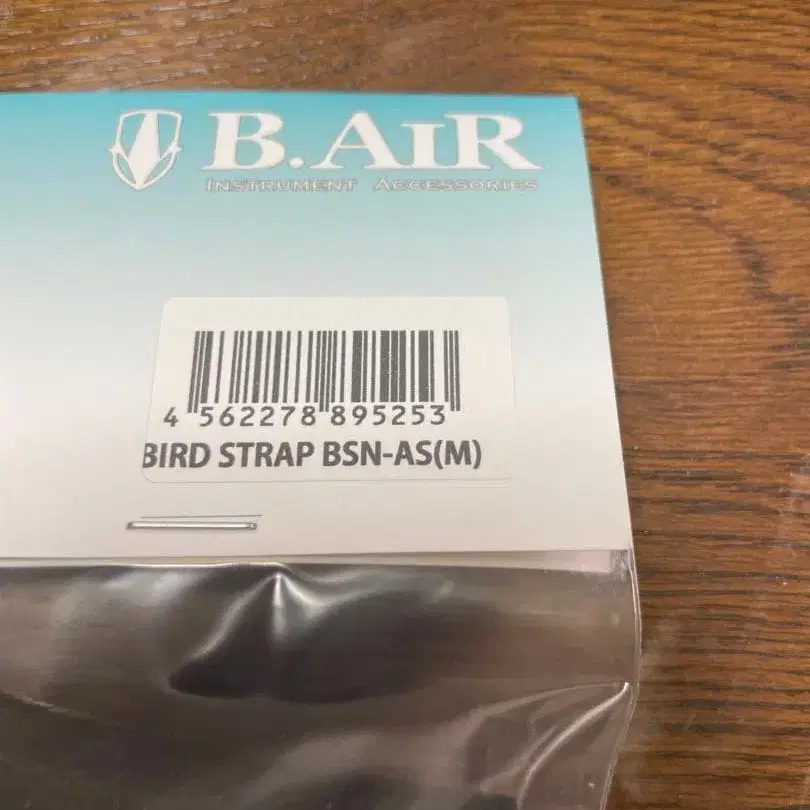 B.AIR
INSTRUMENT ACCESSORIES
4 562278 895253
BIRD STRAP BSN-AS(M)